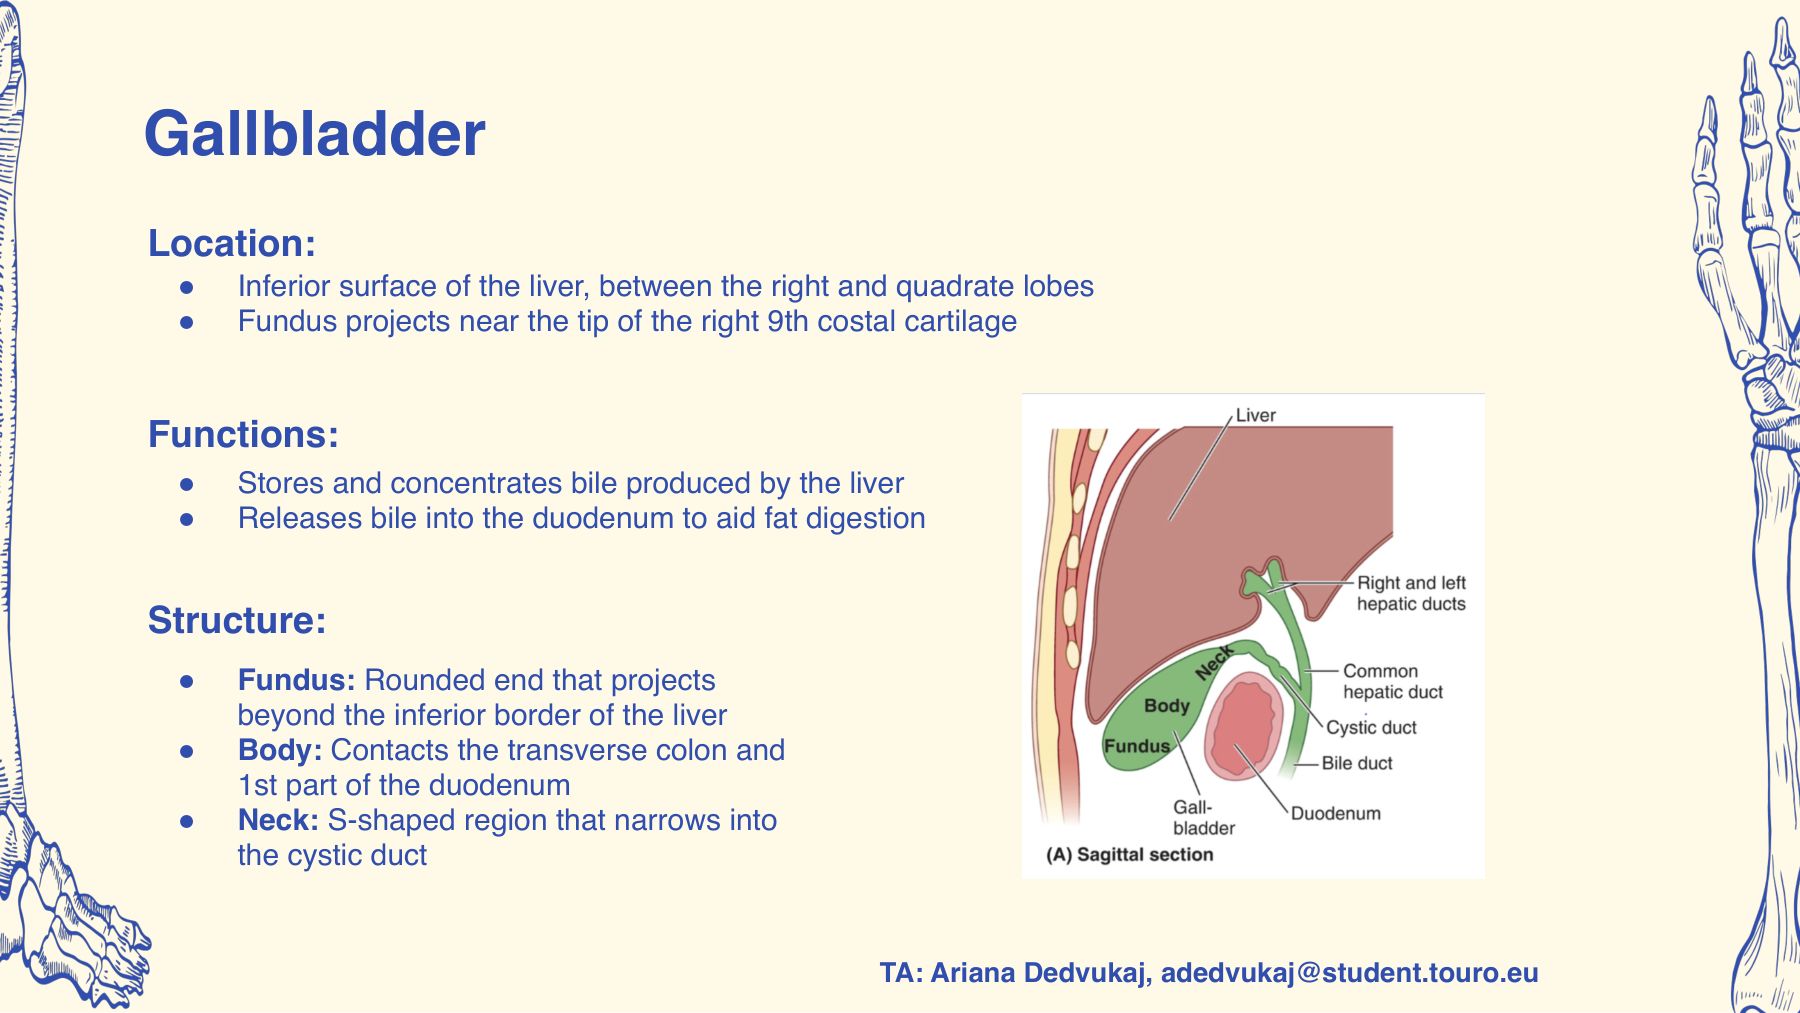 Gallbladder
Location:
● Inferior surface of the liver, between the right and quadrate lobes
● Fundus projects near the tip of the right 9th costal cartilage
Functions:
● Stores and concentrates bile produced by the liver
● Releases bile into the duodenum to aid fat digestion
Structure:
● Fundus: Rounded end that projects
beyond the inferior border of the liver
● Body: Contacts the transverse colon and
1st part of the duodenum
● Neck: S-shaped region that narrows into
the cystic duct
Liver
Right and left
hepatic ducts
Neck
Common
hepatic duct
Body
Cystic duct
Fundus
Bile duct
Gall-
bladder
Duodenum
(A) Sagittal section
TA: Ariana Dedvukaj, adedvukaj@student.touro.eu